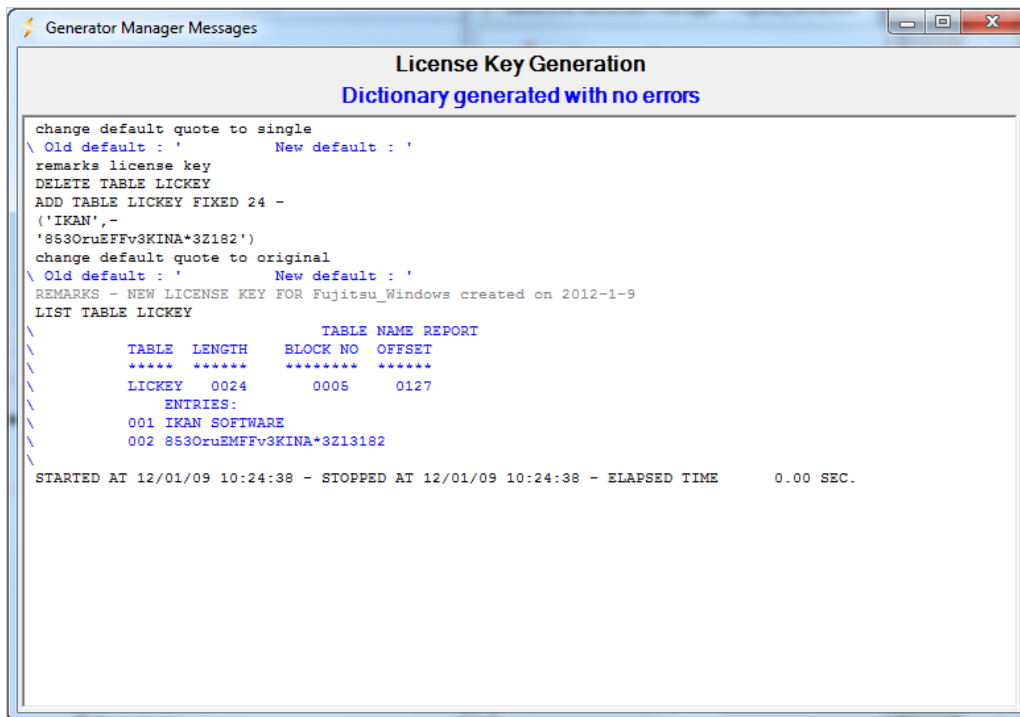 Generator Manager Messages
License Key Generation
Dictionary generated with no errors
change default quote to single
\ Old default : '          New default : '
remarks license key
DELETE TABLE LICKEY
ADD TABLE LICKEY FIXED 24 -
('IKAN',-
'853OruEFFv3KINA*3Z182')
change default quote to original
\ Old default : '          New default : '
REMARKS - NEW LICENSE KEY FOR Fujitsu_Windows created on 2012-1-9
LIST TABLE LICKEY
\                               TABLE NAME REPORT
\          TABLE  LENGTH    BLOCK NO  OFFSET
\          *****  ******    ********  ******
\          LICKEY   0024       0005     0127
\              ENTRIES:
\          001 IKAN SOFTWARE
\          002 853OruEMFFv3KINA*3Zl3182
\
STARTED AT 12/01/09 10:24:38 - STOPPED AT 12/01/09 10:24:38 - ELAPSED TIME      0.00 SEC.